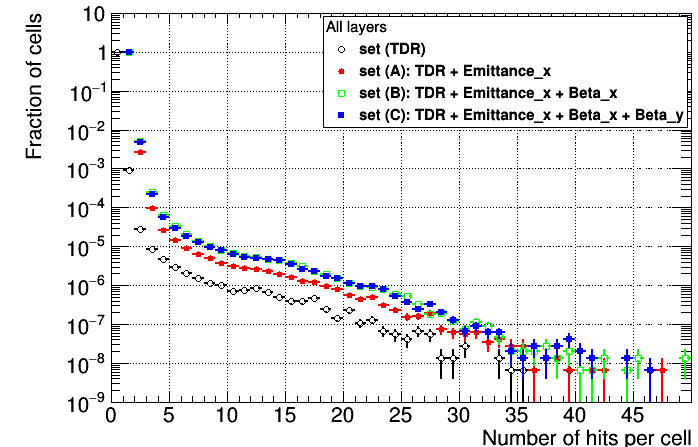 All layers
set (TDR)
set (A): TDR + Emittance_x
set (B): TDR + Emittance_x + Beta_x
set (C): TDR + Emittance_x + Beta_x + Beta_y
Fraction of cells
10
1
10⁻¹
10⁻²
10⁻³
10⁻⁴
10⁻⁵
10⁻⁶
10⁻⁷
10⁻⁸
10⁻⁹
0 5 10 15 20 25 30 35 40 45
Number of hits per cell